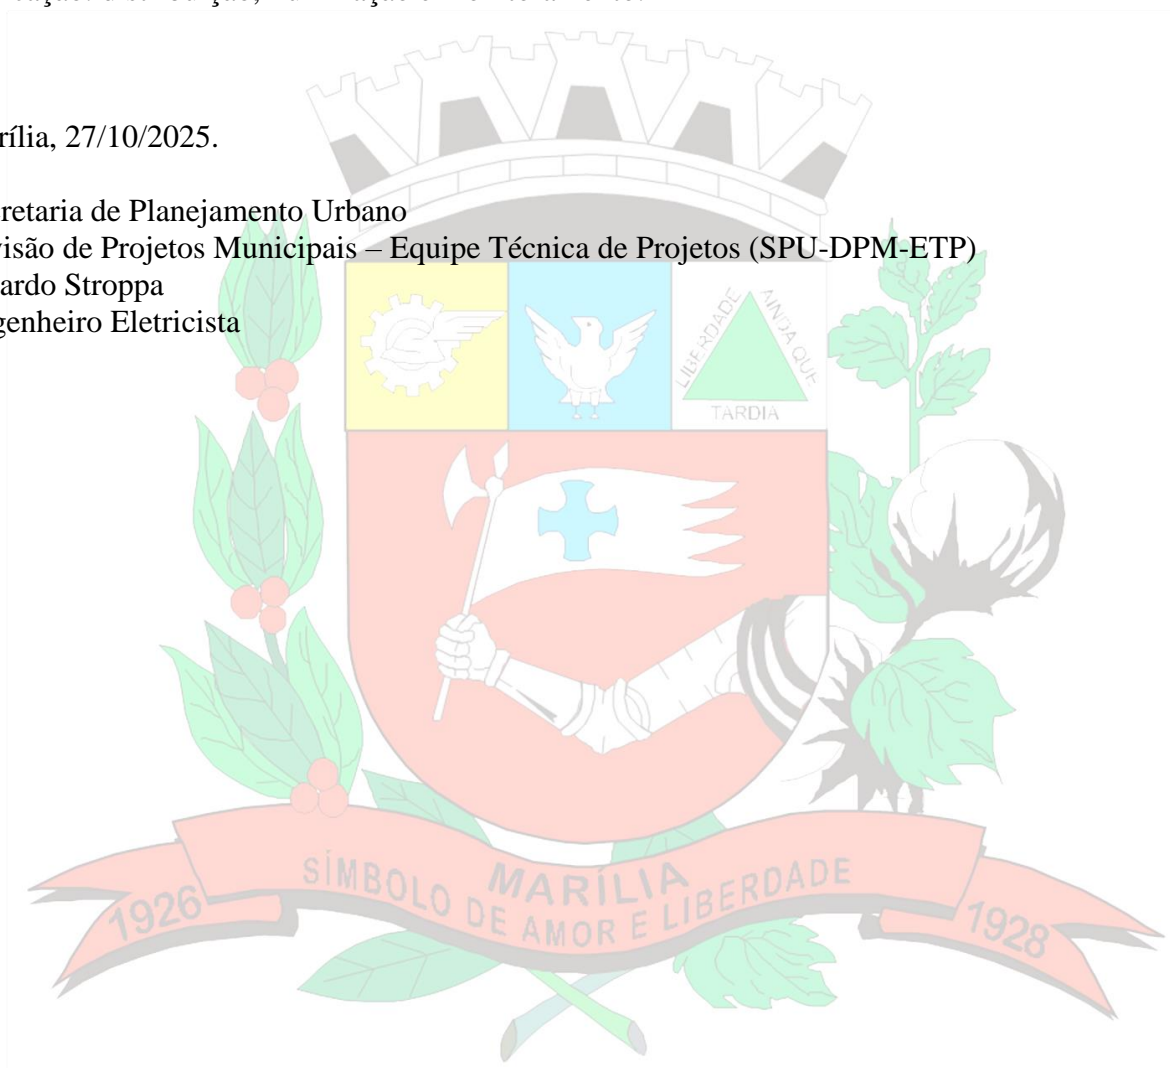 rília, 27/10/2025.
retaria de Planejamento Urbano
visão de Projetos Municipais – Equipe Técnica de Projetos (SPU-DPM-ETP)
ardo Stroppa
genheiro Eletricista
LIBERDADE AINDA QUE
TARDIA
1926 SÍMBOLO DE AMOR E LIBERDADE 1928
MARÍLIA